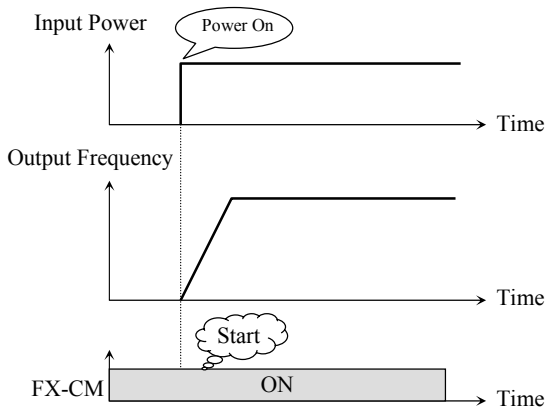 Input Power
Power On
Time
Output Frequency
Time
Start
FX-CM
ON
Time